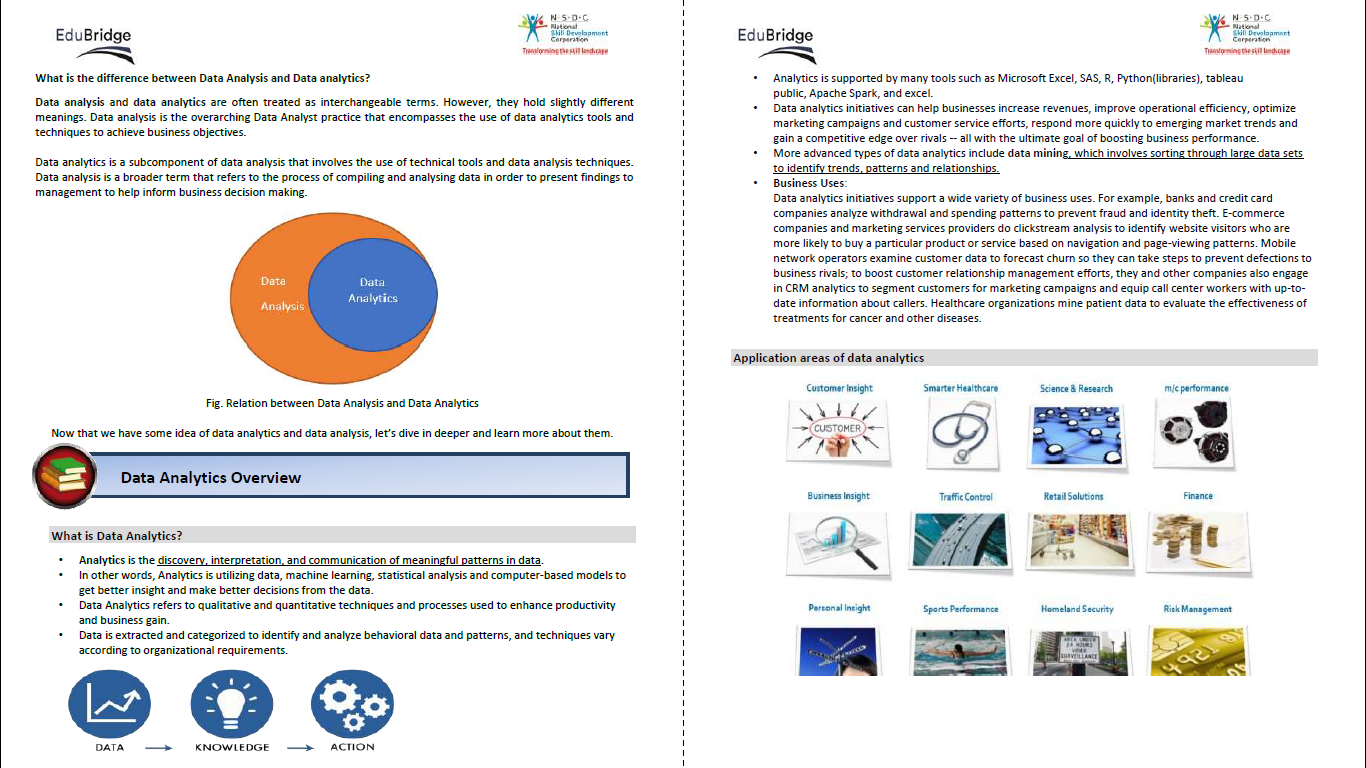 EduBridge
N·S·D·C
National
Skill Development
Corporation
Transforming the skill landscape
What is the difference between Data Analysis and Data analytics?
Data analysis and data analytics are often treated as interchangeable terms. However, they hold slightly different
meanings. Data analysis is the overarching Data Analyst practice that encompasses the use of data analytics tools and
techniques to achieve business objectives.
Data analytics is a subcomponent of data analysis that involves the use of technical tools and data analysis techniques.
Data analysis is a broader term that refers to the process of compiling and analysing data in order to present findings to
management to help inform business decision making.
Data
Analysis
Data
Analytics
Fig. Relation between Data Analysis and Data Analytics
Now that we have some idea of data analytics and data analysis, let's dive in deeper and learn more about them.
Data Analytics Overview
What is Data Analytics?
• Analytics is the discovery, interpretation, and communication of meaningful patterns in data.
• In other words, Analytics is utilizing data, machine learning, statistical analysis and computer-based models to
get better insight and make better decisions from the data.
• Data Analytics refers to qualitative and quantitative techniques and processes used to enhance productivity
and business gain.
• Data is extracted and categorized to identify and analyze behavioral data and patterns, and techniques vary
according to organizational requirements.
DATA → KNOWLEDGE → ACTION
EduBridge
N·S·D·C
National
Skill Development
Corporation
Transforming the skill landscape
• Analytics is supported by many tools such as Microsoft Excel, SAS, R, Python(libraries), tableau
public, Apache Spark, and excel.
• Data analytics initiatives can help businesses increase revenues, improve operational efficiency, optimize
marketing campaigns and customer service efforts, respond more quickly to emerging market trends and
gain a competitive edge over rivals -- all with the ultimate goal of boosting business performance.
• More advanced types of data analytics include data mining, which involves sorting through large data sets
to identify trends, patterns and relationships.
• Business Uses:
Data analytics initiatives support a wide variety of business uses. For example, banks and credit card
companies analyze withdrawal and spending patterns to prevent fraud and identity theft. E-commerce
companies and marketing services providers do clickstream analysis to identify website visitors who are
more likely to buy a particular product or service based on navigation and page-viewing patterns. Mobile
network operators examine customer data to forecast churn so they can take steps to prevent defections to
business rivals; to boost customer relationship management efforts, they and other companies also engage
in CRM analytics to segment customers for marketing campaigns and equip call center workers with up-to-
date information about callers. Healthcare organizations mine patient data to evaluate the effectiveness of
treatments for cancer and other diseases.
Application areas of data analytics
Customer Insight
Smarter Healthcare
Science & Research
m/c performance
CUSTOMER
Business Insight
Traffic Control
Retail Solutions
Finance
Personal Insight
Sports Performance
Homeland Security
Risk Management
AREA UNDER
24 HOURS
VIDEO
SURVEILLANCE
4921